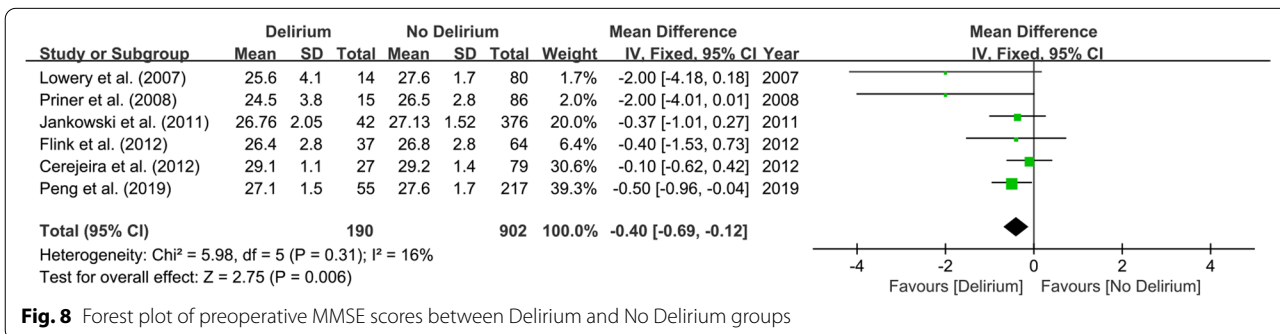 Delirium No Delirium Mean Difference Mean Difference
Study or Subgroup Mean SD Total Mean SD Total Weight IV, Fixed, 95% CI Year IV, Fixed, 95% CI
Lowery et al. (2007) 25.6 4.1 14 27.6 1.7 80 1.7% -2.00 [-4.18, 0.18] 2007
Priner et al. (2008) 24.5 3.8 15 26.5 2.8 86 2.0% -2.00 [-4.01, 0.01] 2008
Jankowski et al. (2011) 26.76 2.05 42 27.13 1.52 376 20.0% -0.37 [-1.01, 0.27] 2011
Flink et al. (2012) 26.4 2.8 37 26.8 2.8 64 6.4% -0.40 [-1.53, 0.73] 2012
Cerejeira et al. (2012) 29.1 1.1 27 29.2 1.4 79 30.6% -0.10 [-0.62, 0.42] 2012
Peng et al. (2019) 27.1 1.5 55 27.6 1.7 217 39.3% -0.50 [-0.96, -0.04] 2019
Total (95% CI) 190 902 100.0% -0.40 [-0.69, -0.12]
Heterogeneity: Chi² = 5.98, df = 5 (P = 0.31); I² = 16%
Test for overall effect: Z = 2.75 (P = 0.006)
-4 -2 0 2 4
Favours [Delirium] Favours [No Delirium]
Fig. 8 Forest plot of preoperative MMSE scores between Delirium and No Delirium groups